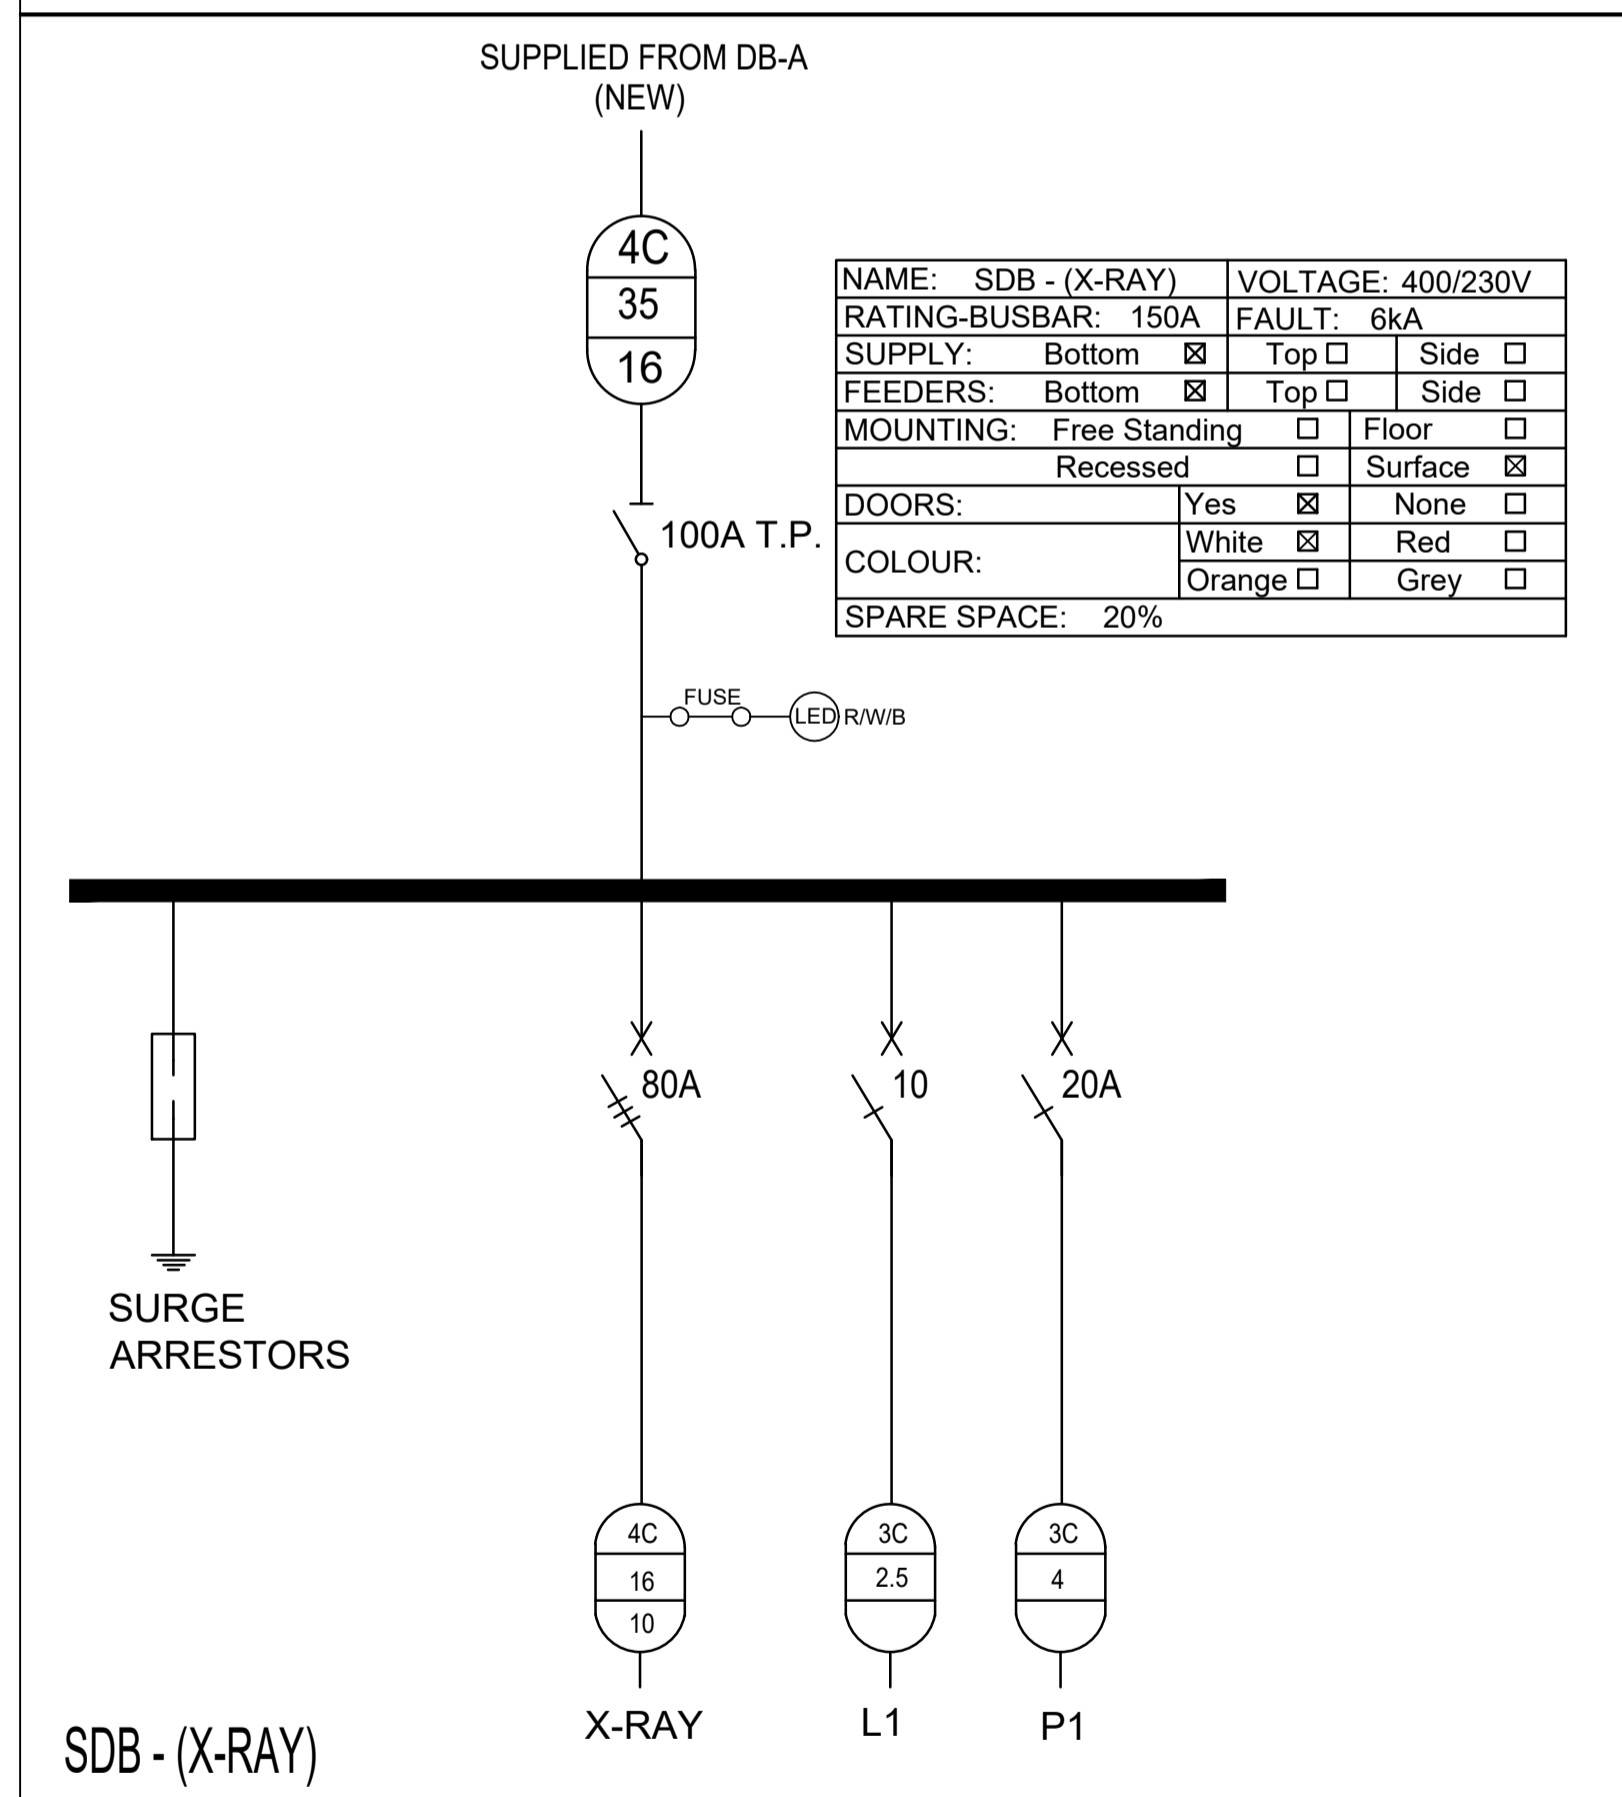 SUPPLIED FROM DB-A
(NEW)
4C
35
16
100A T.P.
NAME: SDB - (X-RAY) VOLTAGE: 400/230V
RATING-BUSBAR: 150A FAULT: 6kA
SUPPLY: Bottom ☒ Top ☐ Side ☐
FEEDERS: Bottom ☒ Top ☐ Side ☐
MOUNTING: Free Standing ☐ Floor ☐
Recessed ☐ Surface ☒
DOORS: Yes ☒ None ☐
COLOUR: White ☒ Red ☐
Orange ☐ Grey ☐
SPARE SPACE: 20%
FUSE LED R/W/B
80A 10 20A
SURGE
ARRESTORS
4C 3C 3C
16 2.5 4
10
X-RAY L1 P1
SDB - (X-RAY)